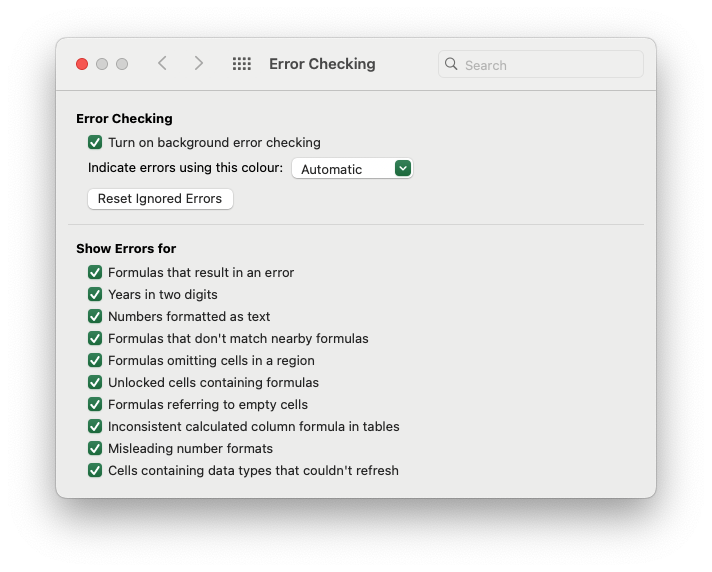 Error Checking
Search
Error Checking
Turn on background error checking
Indicate errors using this colour: Automatic
Reset Ignored Errors
Show Errors for
Formulas that result in an error
Years in two digits
Numbers formatted as text
Formulas that don't match nearby formulas
Formulas omitting cells in a region
Unlocked cells containing formulas
Formulas referring to empty cells
Inconsistent calculated column formula in tables
Misleading number formats
Cells containing data types that couldn't refresh